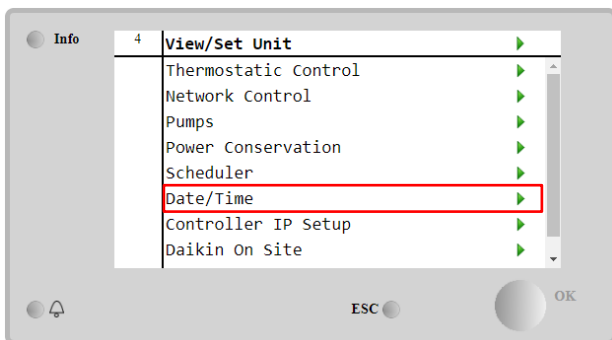 Info
4 View/Set Unit
Thermostatic Control
Network Control
Pumps
Power Conservation
Scheduler
Date/Time
Controller IP Setup
Daikin On Site
ESC
OK